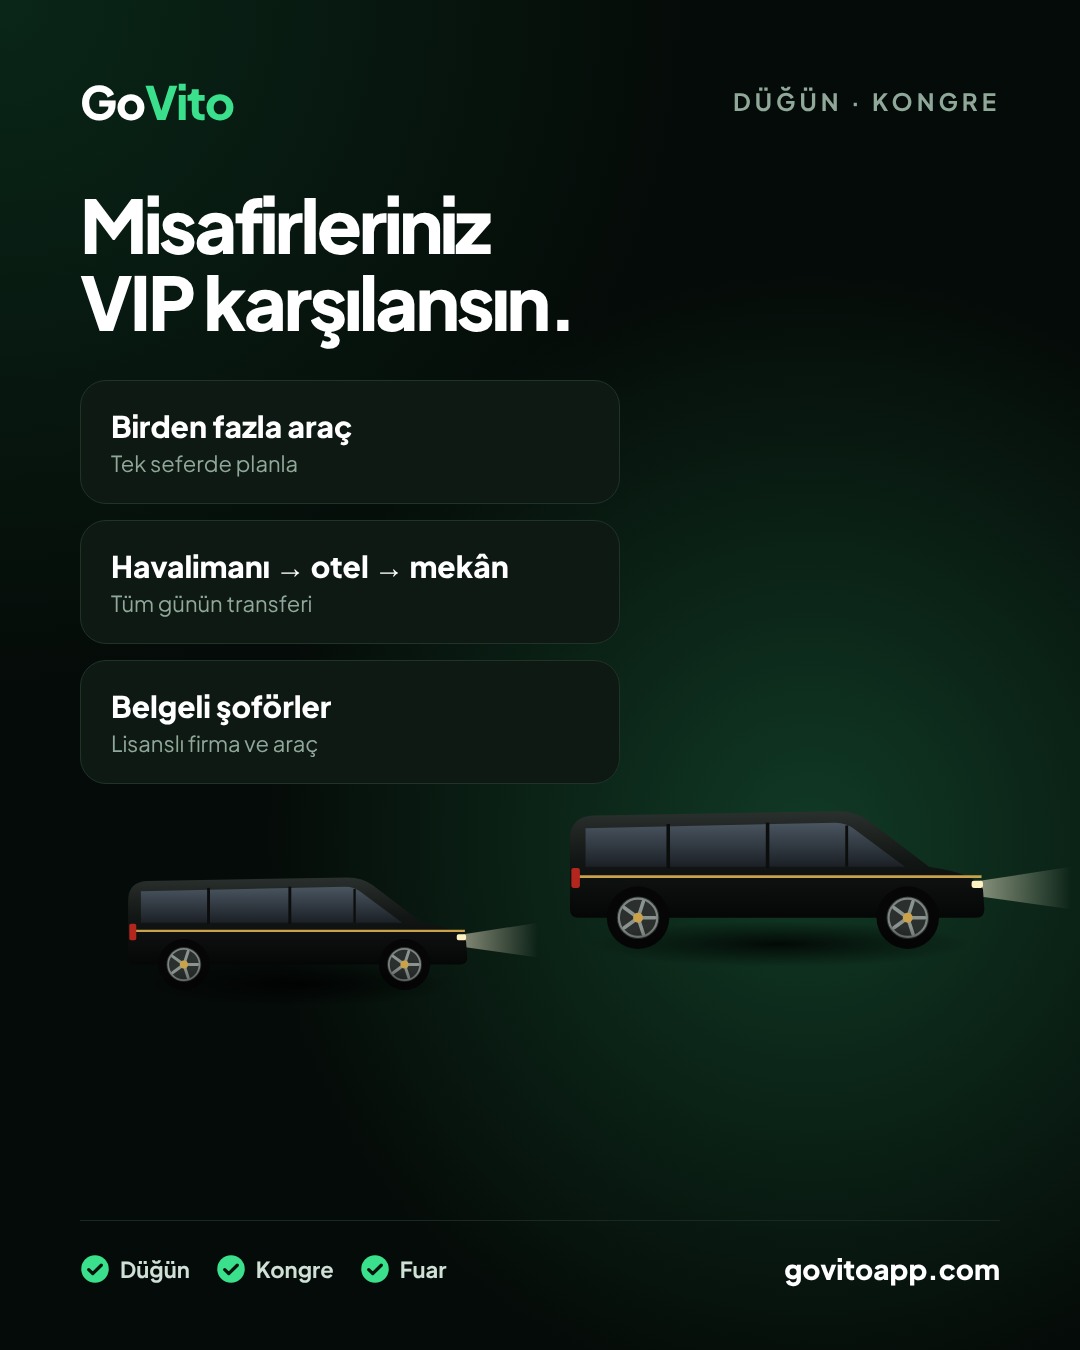 GoVito
DÜĞÜN · KONGRE
Misafirleriniz
VIP karşılansın.
Birden fazla araç
Tek seferde planla
Havalimanı → otel → mekân
Tüm günün transferi
Belgeli şoförler
Lisanslı firma ve araç
Düğün Kongre Fuar
govitoapp.com